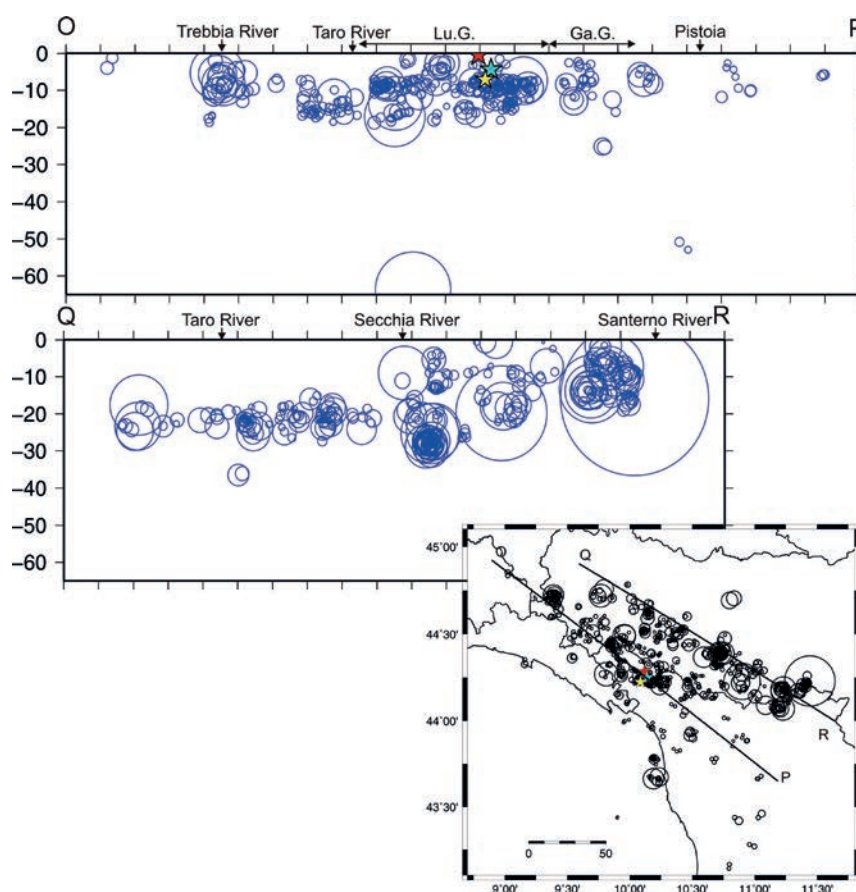 O P
Trebbia River Taro River Lu.G. Ga.G. Pistoia
0
−10
−20
−30
−40
−50
−60
Q Taro River Secchia River Santerno River R
0
−10
−20
−30
−40
−50
−60
45˚00'
44˚30'
44˚00'
43˚30'
Q
R
P
0 50
9˚00' 9˚30' 10˚00' 10˚30' 11˚00' 11˚30'